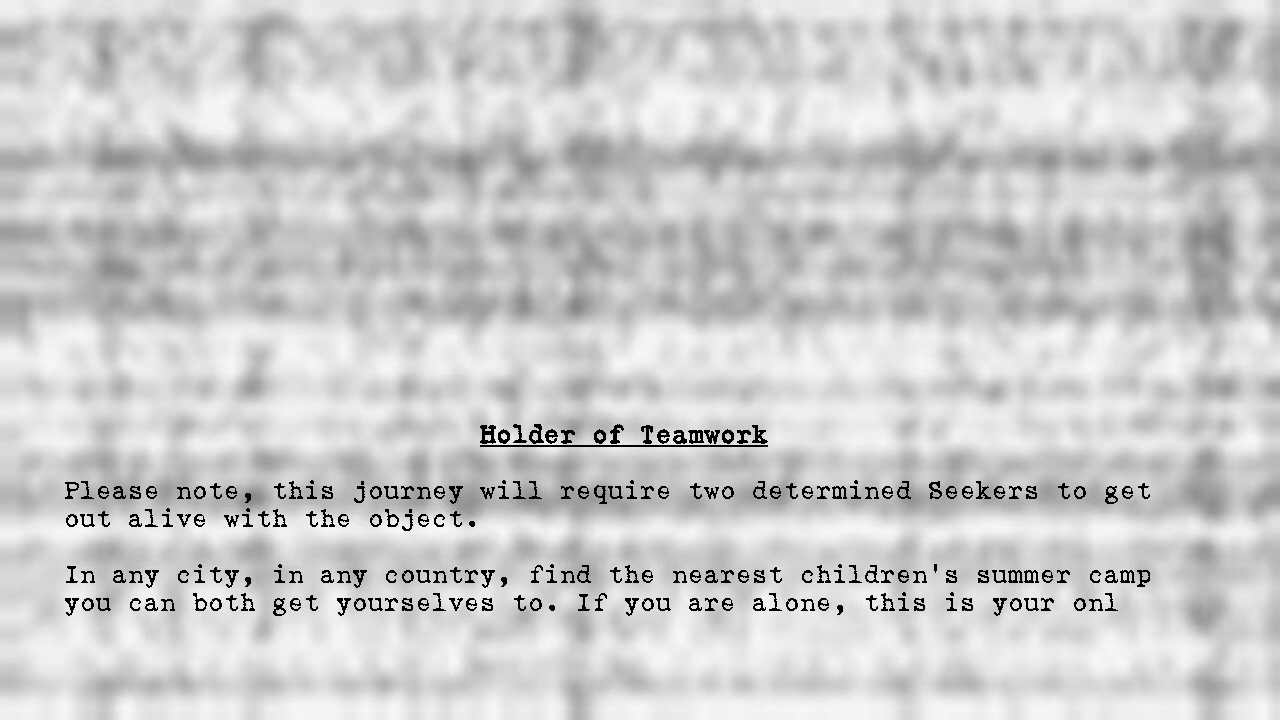 Holder of Teamwork
Please note, this journey will require two determined Seekers to get
out alive with the object.
In any city, in any country, find the nearest children's summer camp
you can both get yourselves to. If you are alone, this is your onl